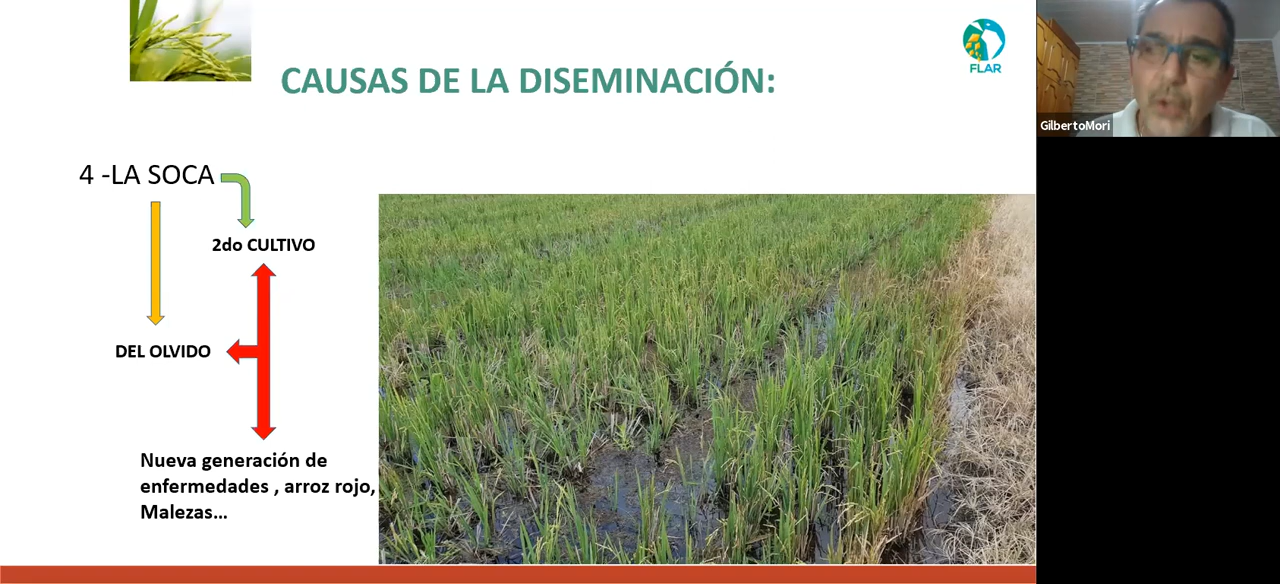 CAUSAS DE LA DISEMINACIÓN:
FLAR
GilbertoMori
4 -LA SOCA
2do CULTIVO
DEL OLVIDO
Nueva generación de
enfermedades , arroz rojo,
Malezas...